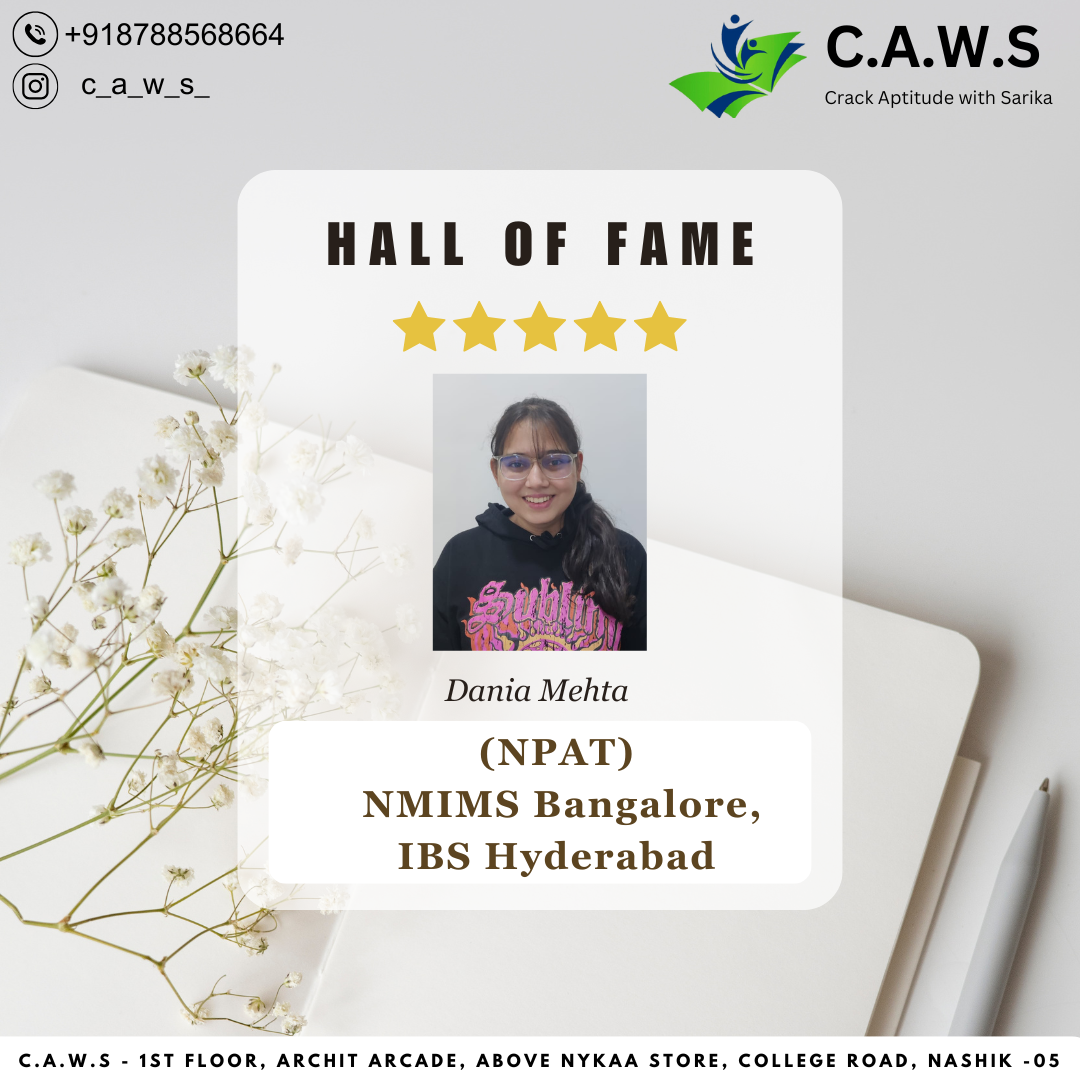 +918788568664
c_a_w_s_
C.A.W.S
Crack Aptitude with Sarika
HALL OF FAME
Dania Mehta
(NPAT)
NMIMS Bangalore,
IBS Hyderabad
C.A.W.S - 1ST FLOOR, ARCHIT ARCADE, ABOVE NYKAA STORE, COLLEGE ROAD, NASHIK -05